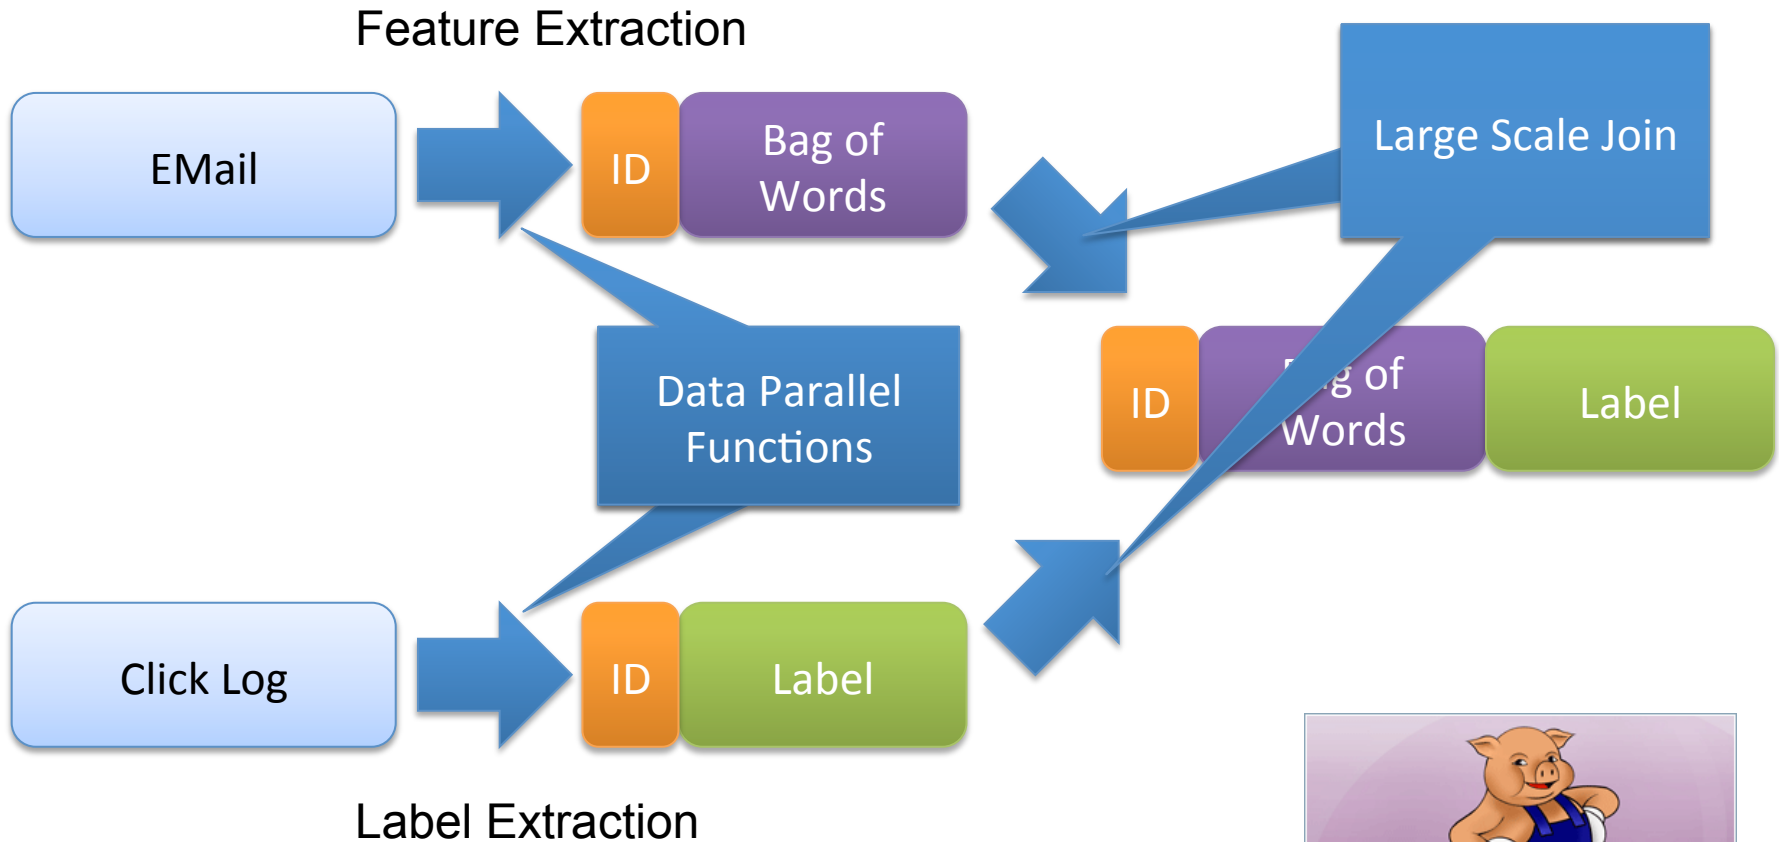 Feature Extraction
EMail
ID
Bag of
Words
Large Scale Join
Data Parallel
Functions
ID
of
Words
Label
Click Log
ID
Label
Label Extraction